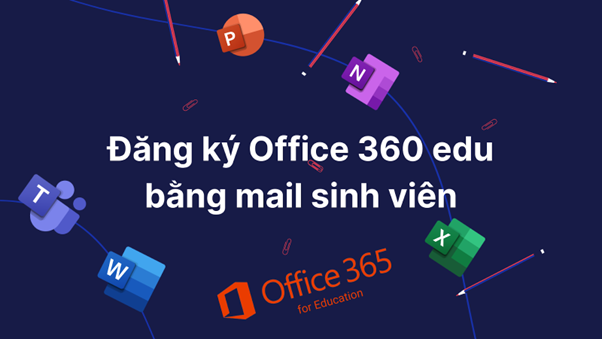 P
N
Đăng ký Office 360 edu
bằng mail sinh viên
T
X
W
Office 365
for Education